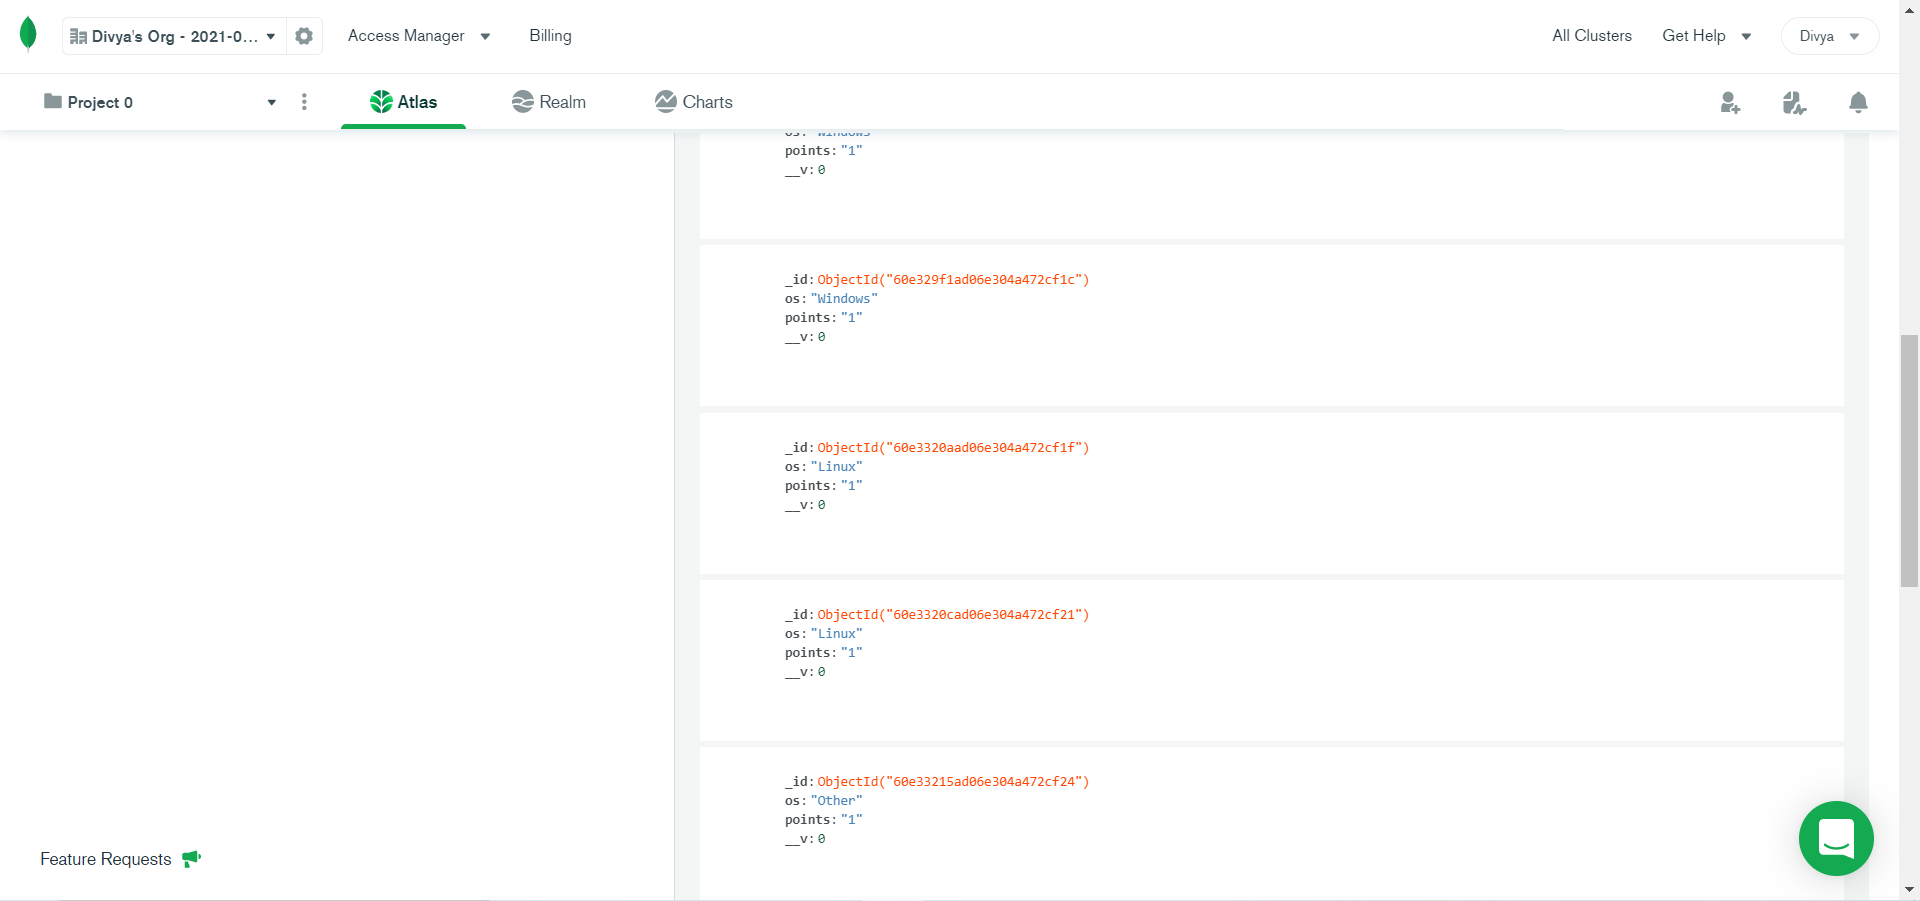 Divya's Org - 2021-0...
Access Manager
Billing
All Clusters
Get Help
Divya
Project 0
Atlas
Realm
Charts
os: "Windows"
points: "1"
__v: 0
_id: ObjectId("60e329f1ad06e304a472cf1c")
os: "Windows"
points: "1"
__v: 0
_id: ObjectId("60e3320aad06e304a472cf1f")
os: "Linux"
points: "1"
__v: 0
_id: ObjectId("60e3320cad06e304a472cf21")
os: "Linux"
points: "1"
__v: 0
_id: ObjectId("60e33215ad06e304a472cf24")
os: "Other"
points: "1"
__v: 0
Feature Requests